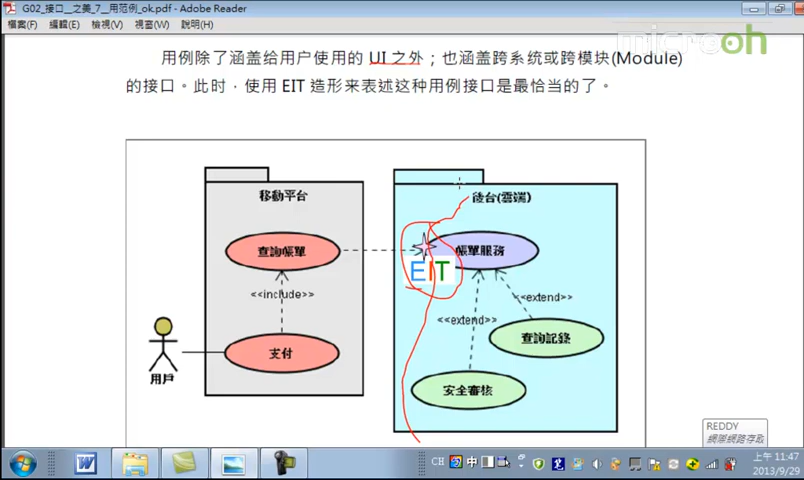 G02_接口__之美_7__用范例_ok.pdf - Adobe Reader
檔案(F) 編輯(E) 檢視(V) 視窗(W) 說明(H)
microoh
用例除了涵盖给用户使用的 UI 之外；也涵盖跨系统或跨模块(Module)
的接口。此时，使用 EIT 造形来表述这种用例接口是最恰当的了。
移動平台
後台(雲端)
查詢帳單
帳單服務
EIT
<<include>>
<<extend>>
<<extend>>
查詢記錄
支付
用戶
安全審核
REDDY
網際網路存取
CH 中
上午 11:47
2013/9/29